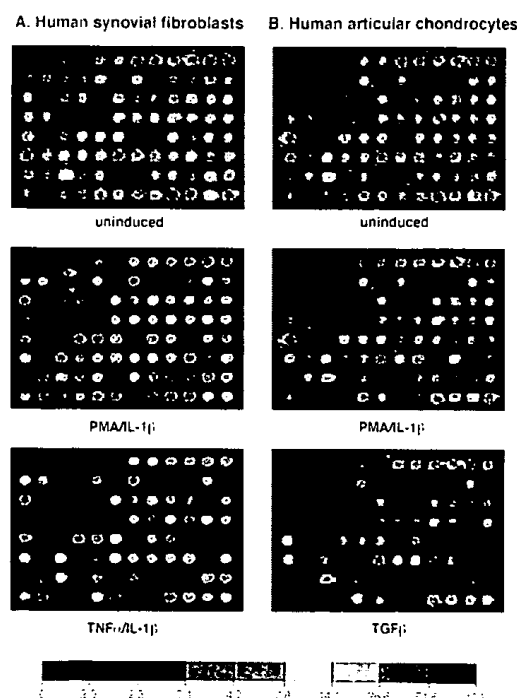 A. Human synovial fibroblasts
B. Human articular chondrocytes
uninduced
uninduced
PMA/IL-1β
PMA/IL-1β
TNFα/IL-1β
TGFβ